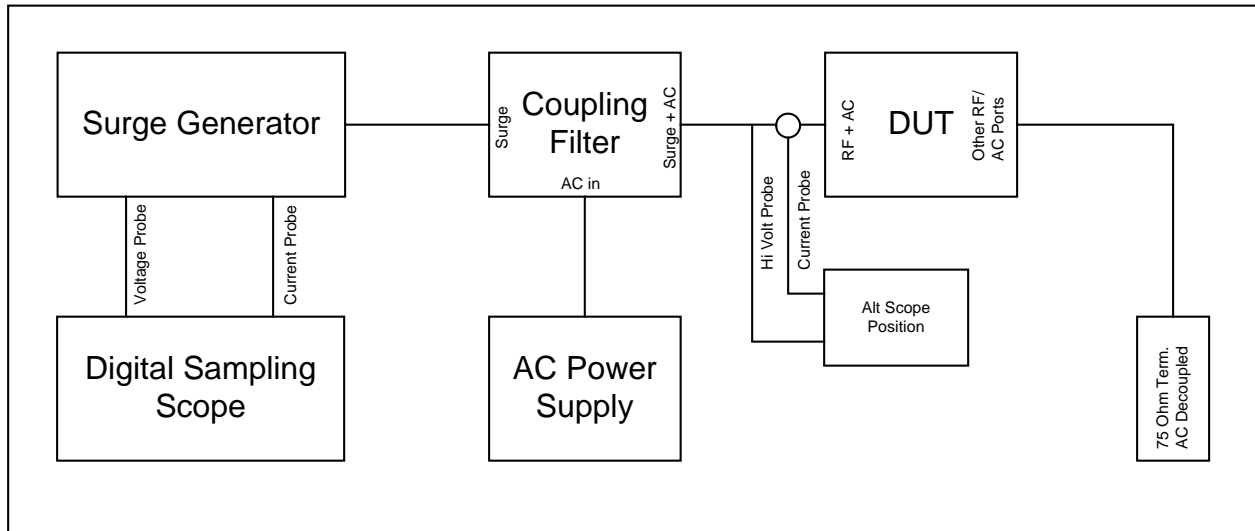 Surge Generator
Voltage Probe
Current Probe
Digital Sampling
Scope
Surge
Coupling
Filter
Surge + AC
AC in
AC Power
Supply
Hi Volt Probe
Current Probe
RF + AC
DUT
Other RF/
AC Ports
Alt Scope
Position
75 Ohm Term.
AC Decoupled